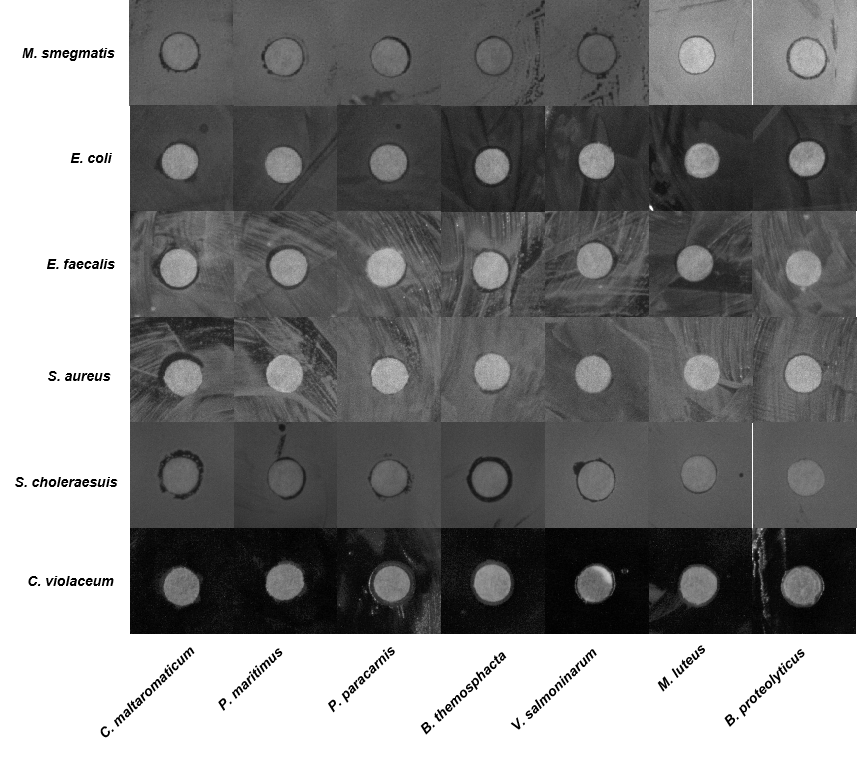 M. smegmatis
E. coli
E. faecalis
S. aureus
S. choleraesuis
C. violaceum
C. maltaromaticum
P. maritimus
P. paracarnis
B. themosphacta
V. salmoninarum
M. luteus
B. proteolyticus